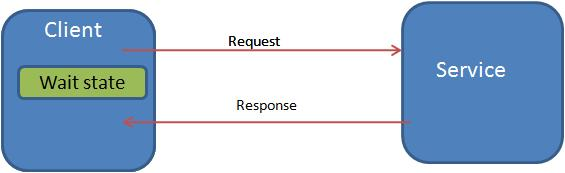 Client
Request
Service
Wait state
Response